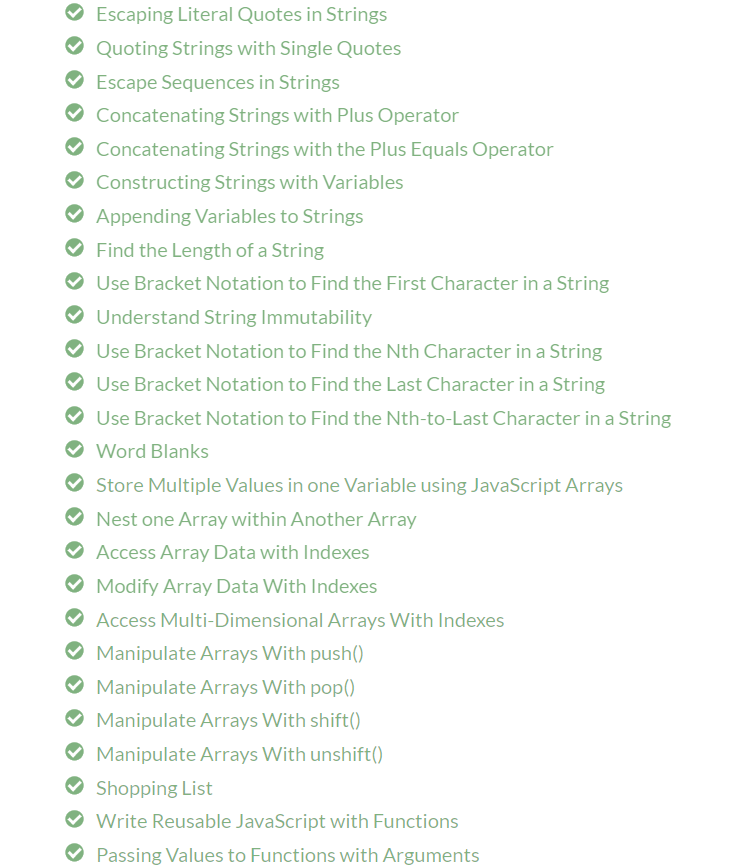 Escaping Literal Quotes in Strings
Quoting Strings with Single Quotes
Escape Sequences in Strings
Concatenating Strings with Plus Operator
Concatenating Strings with the Plus Equals Operator
Constructing Strings with Variables
Appending Variables to Strings
Find the Length of a String
Use Bracket Notation to Find the First Character in a String
Understand String Immutability
Use Bracket Notation to Find the Nth Character in a String
Use Bracket Notation to Find the Last Character in a String
Use Bracket Notation to Find the Nth-to-Last Character in a String
Word Blanks
Store Multiple Values in one Variable using JavaScript Arrays
Nest one Array within Another Array
Access Array Data with Indexes
Modify Array Data With Indexes
Access Multi-Dimensional Arrays With Indexes
Manipulate Arrays With push()
Manipulate Arrays With pop()
Manipulate Arrays With shift()
Manipulate Arrays With unshift()
Shopping List
Write Reusable JavaScript with Functions
Passing Values to Functions with Arguments